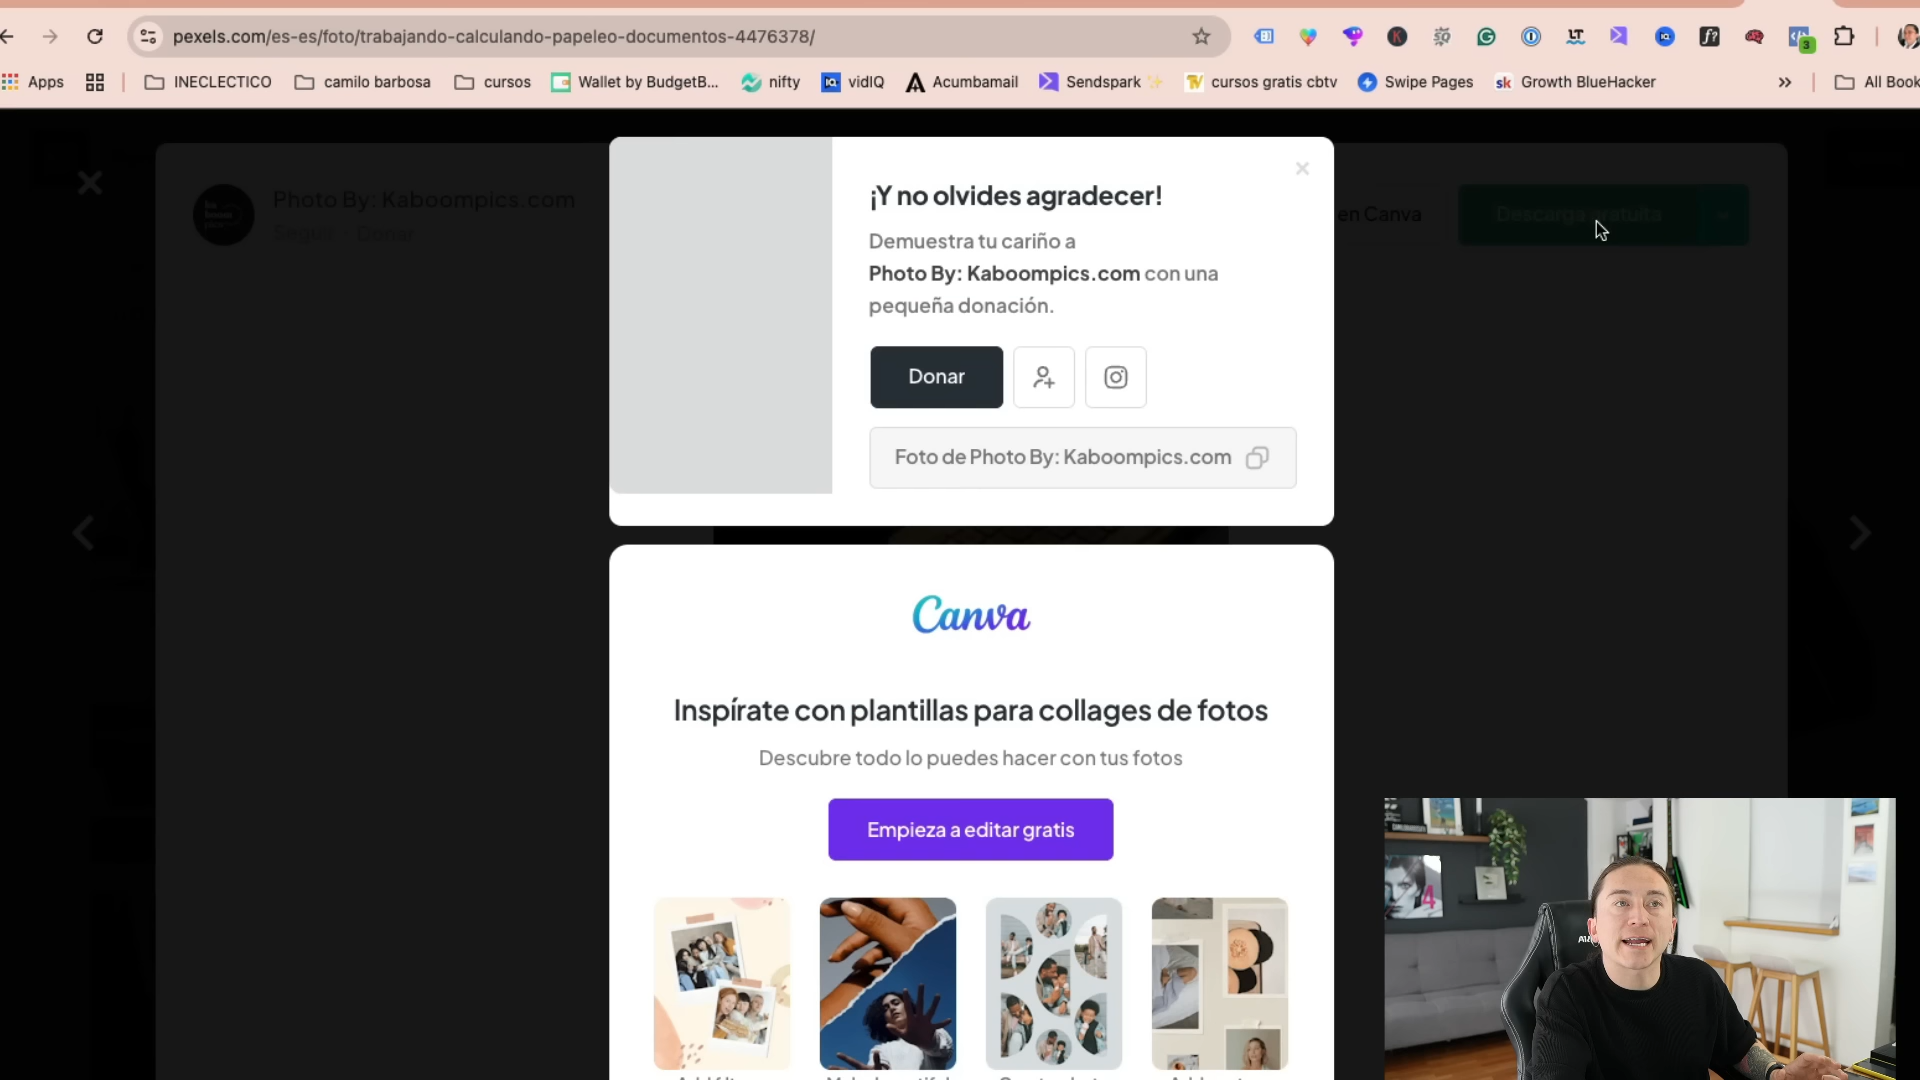 pexels.com/es-es/foto/trabajando-calculando-papeleo-documentos-4476378/
Apps
INECLECTICO
camilo barbosa
cursos
Wallet by BudgetB...
nifty
vidIQ
Acumbamail
Sendspark
cursos gratis cbtv
Swipe Pages
Growth BlueHacker
All Book
Photo By: Kaboompics.com
Donar
en Canva
Descarga gratuita
¡Y no olvides agradecer!
Demuestra tu cariño a
Photo By: Kaboompics.com con una
pequeña donación.
Donar
Foto de Photo By: Kaboompics.com
Canva
Inspírate con plantillas para collages de fotos
Descubre todo lo puedes hacer con tus fotos
Empieza a editar gratis